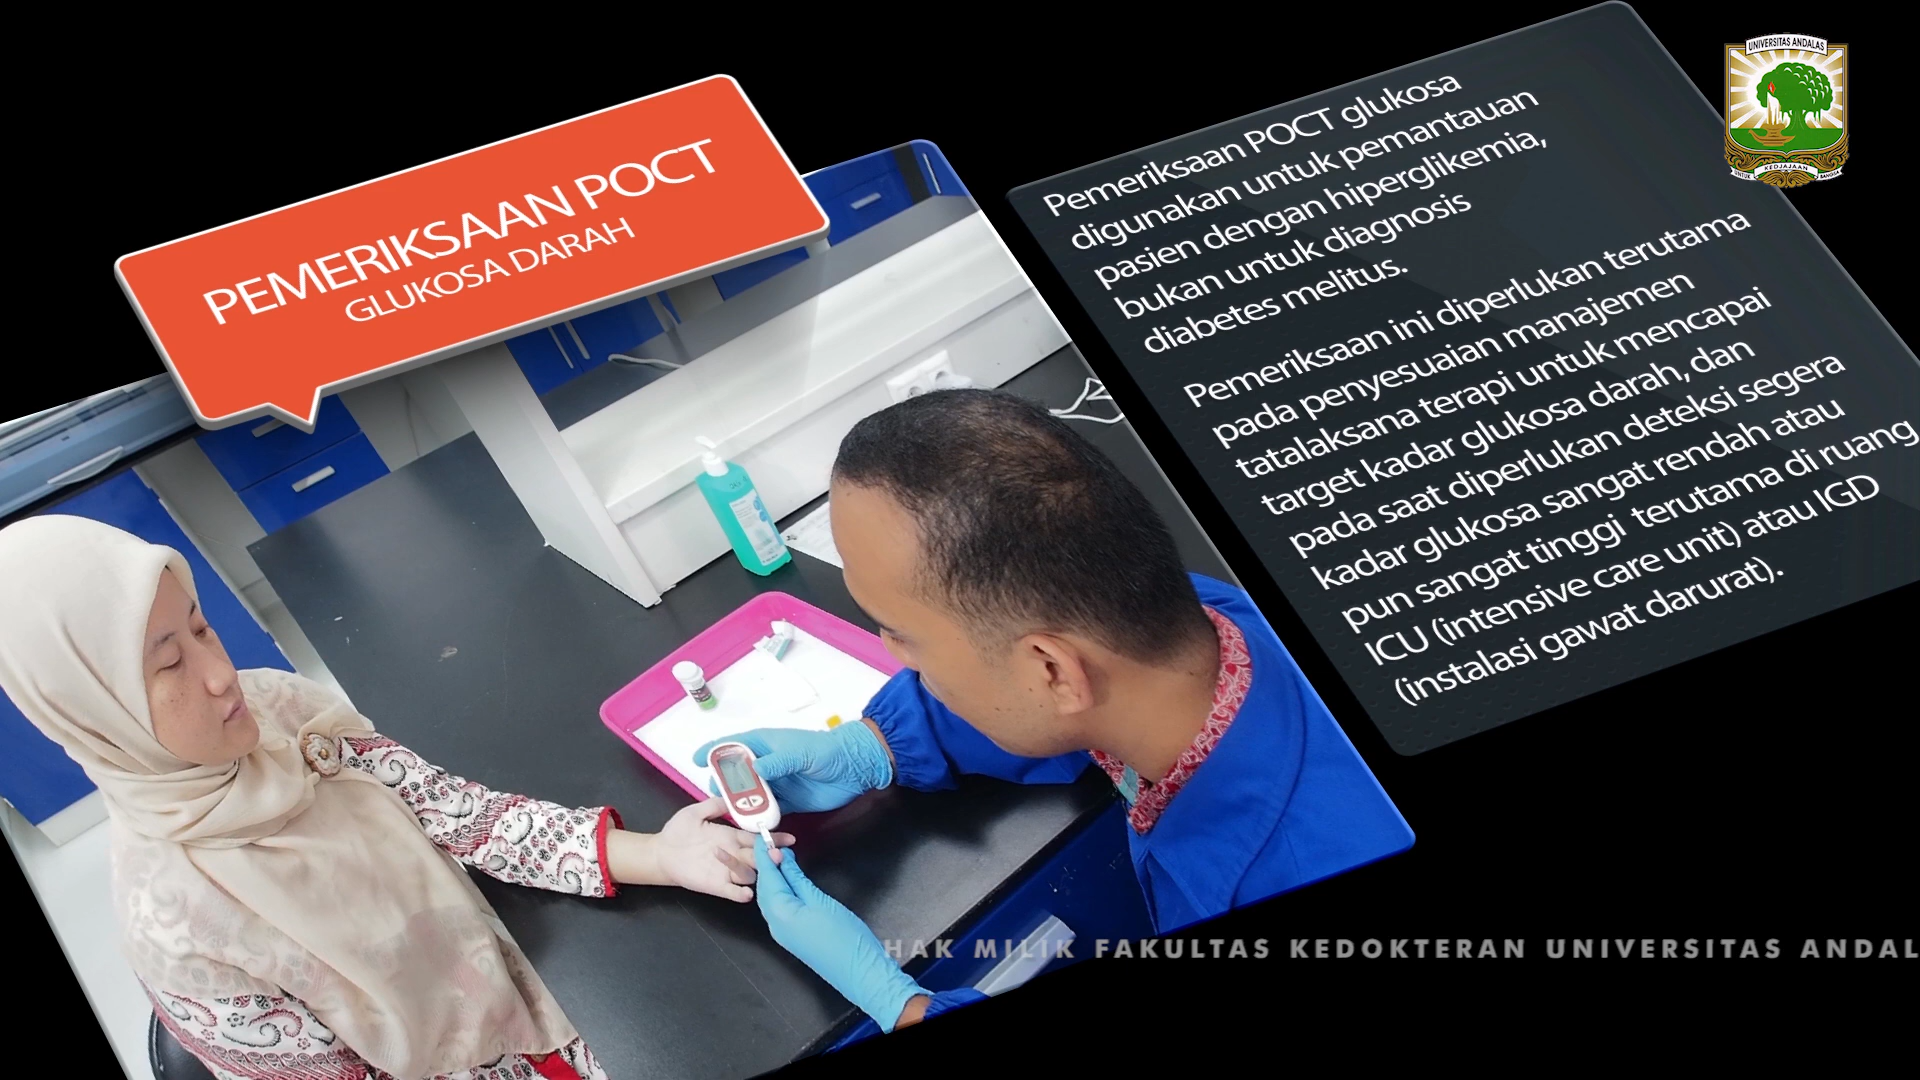 PEMERIKSAAN POCT
GLUKOSA DARAH
Pemeriksaan POCT glukosa
digunakan untuk pemantauan
pasien dengan hiperglikemia,
bukan untuk diagnosis
diabetes melitus.
Pemeriksaan ini diperlukan terutama
pada penyesuaian manajemen
tatalaksana terapi untuk mencapai
target kadar glukosa darah, dan
pada saat diperlukan deteksi segera
kadar glukosa sangat rendah atau
pun sangat tinggi terutama di ruang
ICU (intensive care unit) atau IGD
(instalasi gawat darurat).
UNIVERSITAS ANDALAS
UNTUK KEDJAJAAN BANGSA
HAK MILIK FAKULTAS KEDOKTERAN UNIVERSITAS ANDAL